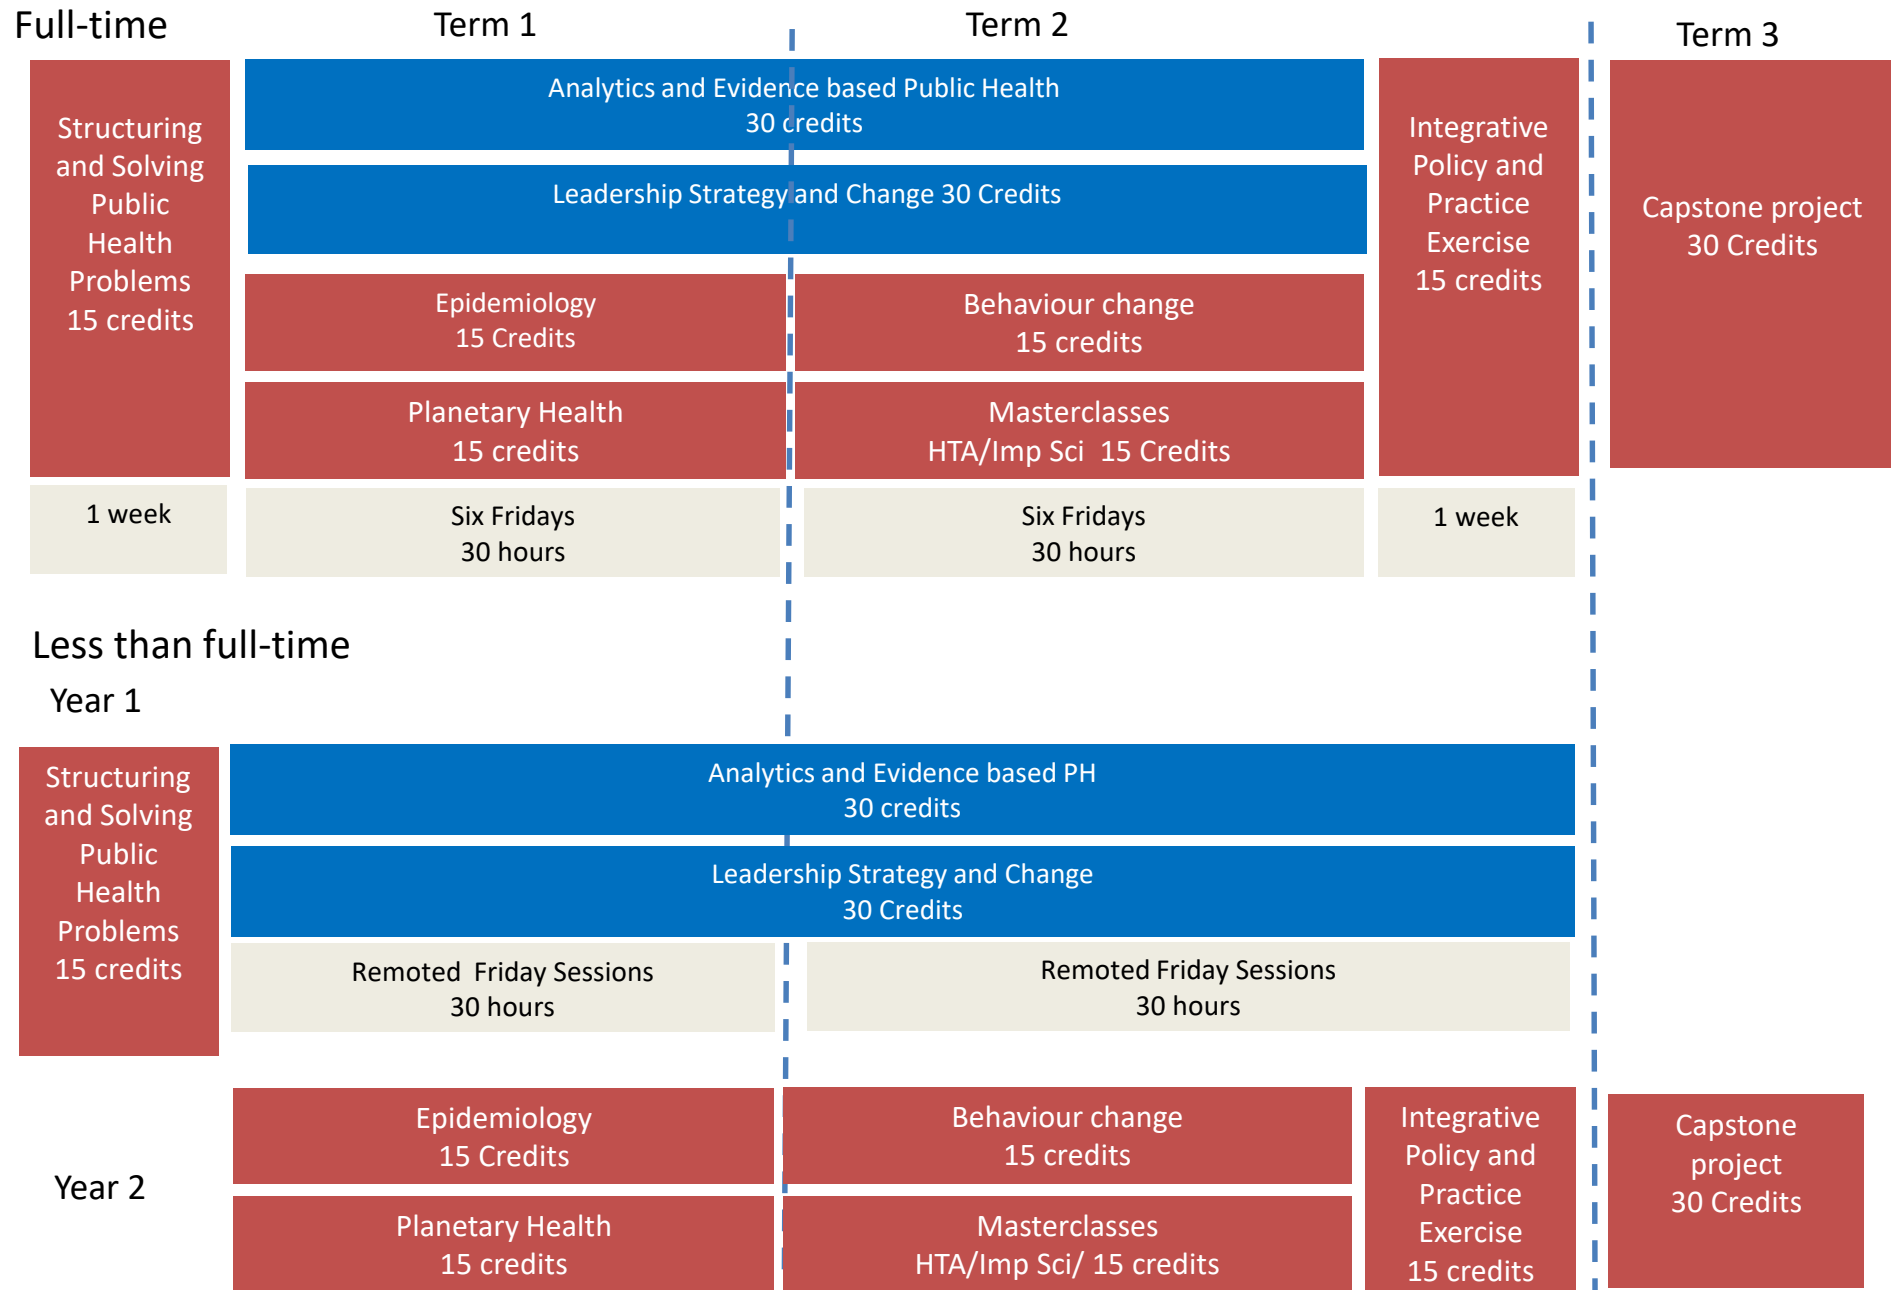 Full-time
Term 1
Term 2
Term 3
Structuring
and Solving
Public
Health
Problems
15 credits
Analytics and Evidence based Public Health
30 credits
Leadership Strategy and Change 30 Credits
Epidemiology
15 Credits
Behaviour change
15 credits
Planetary Health
15 credits
Masterclasses
HTA/Imp Sci  15 Credits
Integrative
Policy and
Practice
Exercise
15 credits
Capstone project
30 Credits
1 week
Six Fridays
30 hours
Six Fridays
30 hours
1 week
Less than full-time
Year 1
Structuring
and Solving
Public
Health
Problems
15 credits
Analytics and Evidence based PH
30 credits
Leadership Strategy and Change
30 Credits
Remoted  Friday Sessions
30 hours
Remoted Friday Sessions
30 hours
Year 2
Epidemiology
15 Credits
Behaviour change
15 credits
Planetary Health
15 credits
Masterclasses
HTA/Imp Sci/ 15 credits
Integrative
Policy and
Practice
Exercise
15 credits
Capstone
project
30 Credits